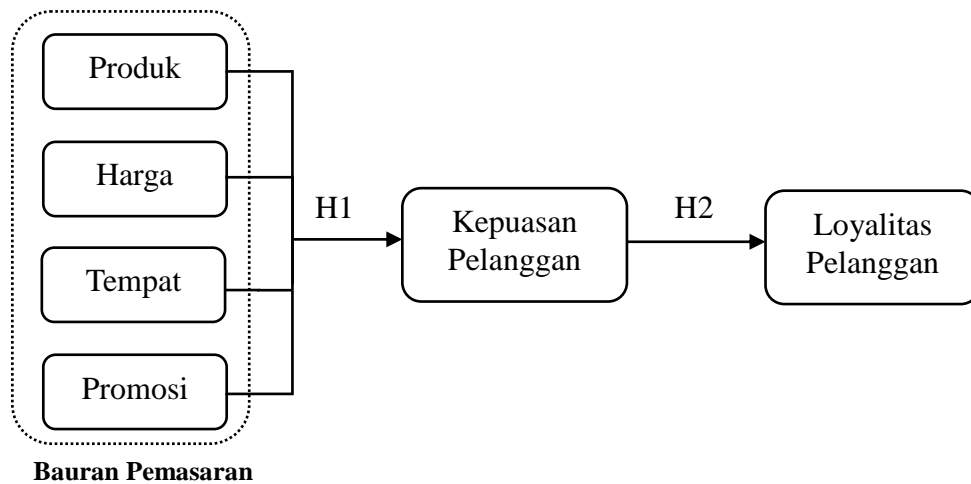 Produk
Harga
Tempat
Promosi
Bauran Pemasaran
H1
Kepuasan
Pelanggan
H2
Loyalitas
Pelanggan